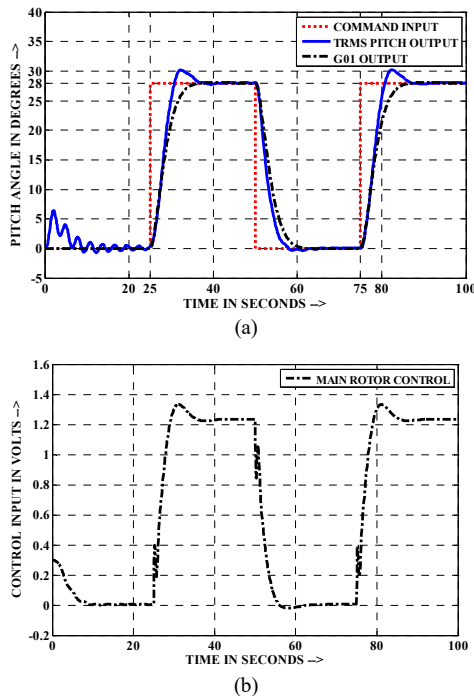 40
30
28
25
20
15
10
5
0
-5
PITCH ANGLE IN DEGREES -->
COMMAND INPUT
TRMS PITCH OUTPUT
G01 OUTPUT
0 20 25 40 50 60 75 80 100
TIME IN SECONDS -->
(a)
1.6
1.4
1.2
1
0.8
0.6
0.4
0.2
0
-0.2
CONTROL INPUT IN VOLTS -->
MAIN ROTOR CONTROL
0 20 40 60 80 100
TIME IN SECONDS -->
(b)